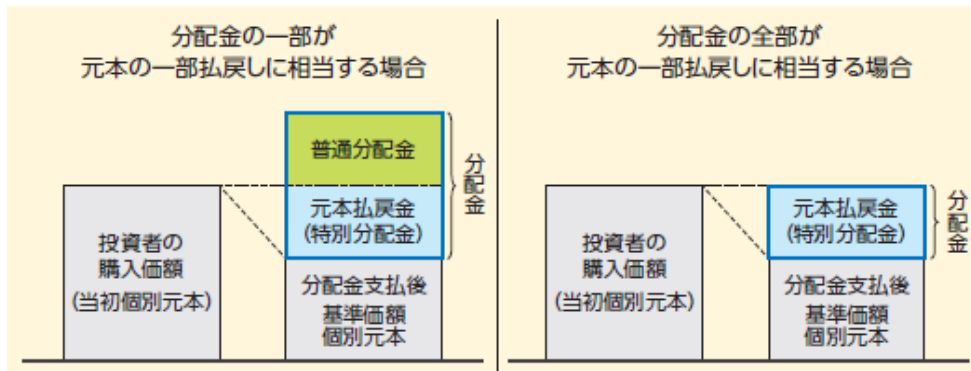 分配金の一部が
元本の一部払戻しに相当する場合
普通分配金
元本払戻金
(特別分配金)
分配金
投資者の
購入価額
(当初個別元本)
分配金支払後
基準価額
個別元本
分配金の全部が
元本の一部払戻しに相当する場合
元本払戻金
(特別分配金)
分配金
投資者の
購入価額
(当初個別元本)
分配金支払後
基準価額
個別元本